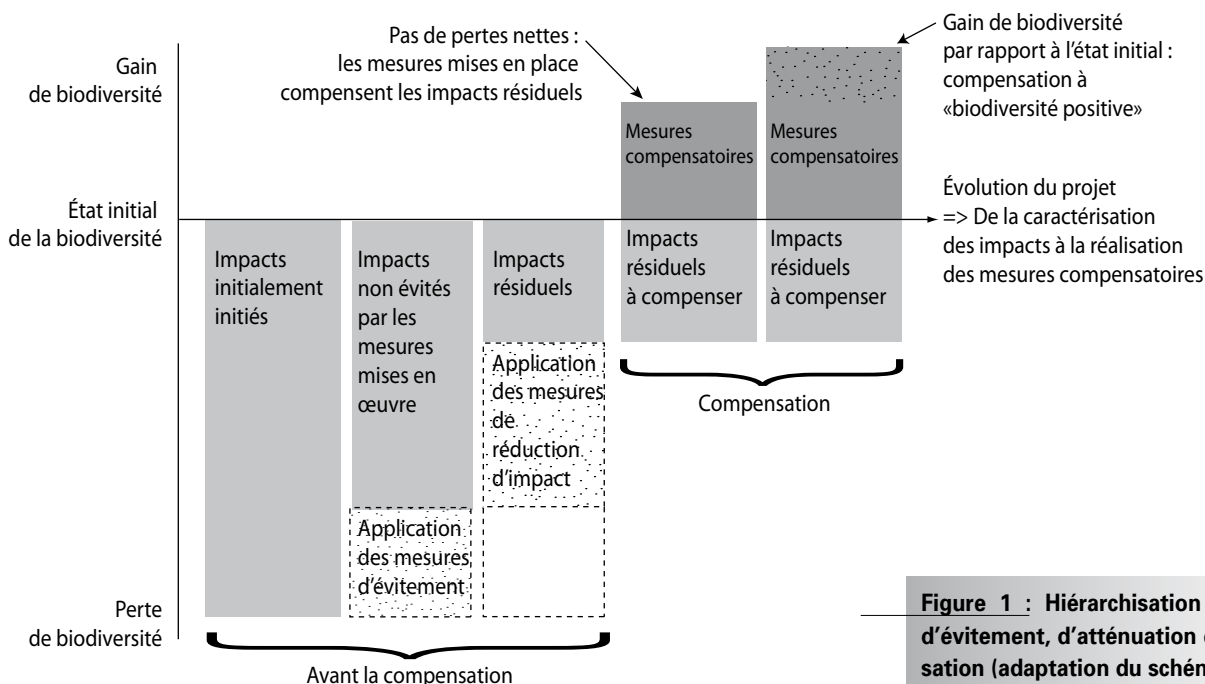 Gain
de biodiversité
État initial
de la biodiversité
Perte
de biodiversité
Pas de pertes nettes :
les mesures mises en place
compensent les impacts résiduels
Gain de biodiversité
par rapport à l'état initial :
compensation à
«biodiversité positive»
Mesures
compensatoires
Mesures
compensatoires
Évolution du projet
=> De la caractérisation
des impacts à la réalisation
des mesures compensatoires
Impacts
initialement
initiés
Impacts
non évités
par les
mesures
mises en
œuvre
Impacts
résiduels
Impacts
résiduels
à compenser
Impacts
résiduels
à compenser
Application
des mesures
de
réduction
d'impact
Application
des mesures
d'évitement
Compensation
Avant la compensation
Figure 1 : Hiérarchisation
d'évitement, d'atténuation
sation (adaptation du